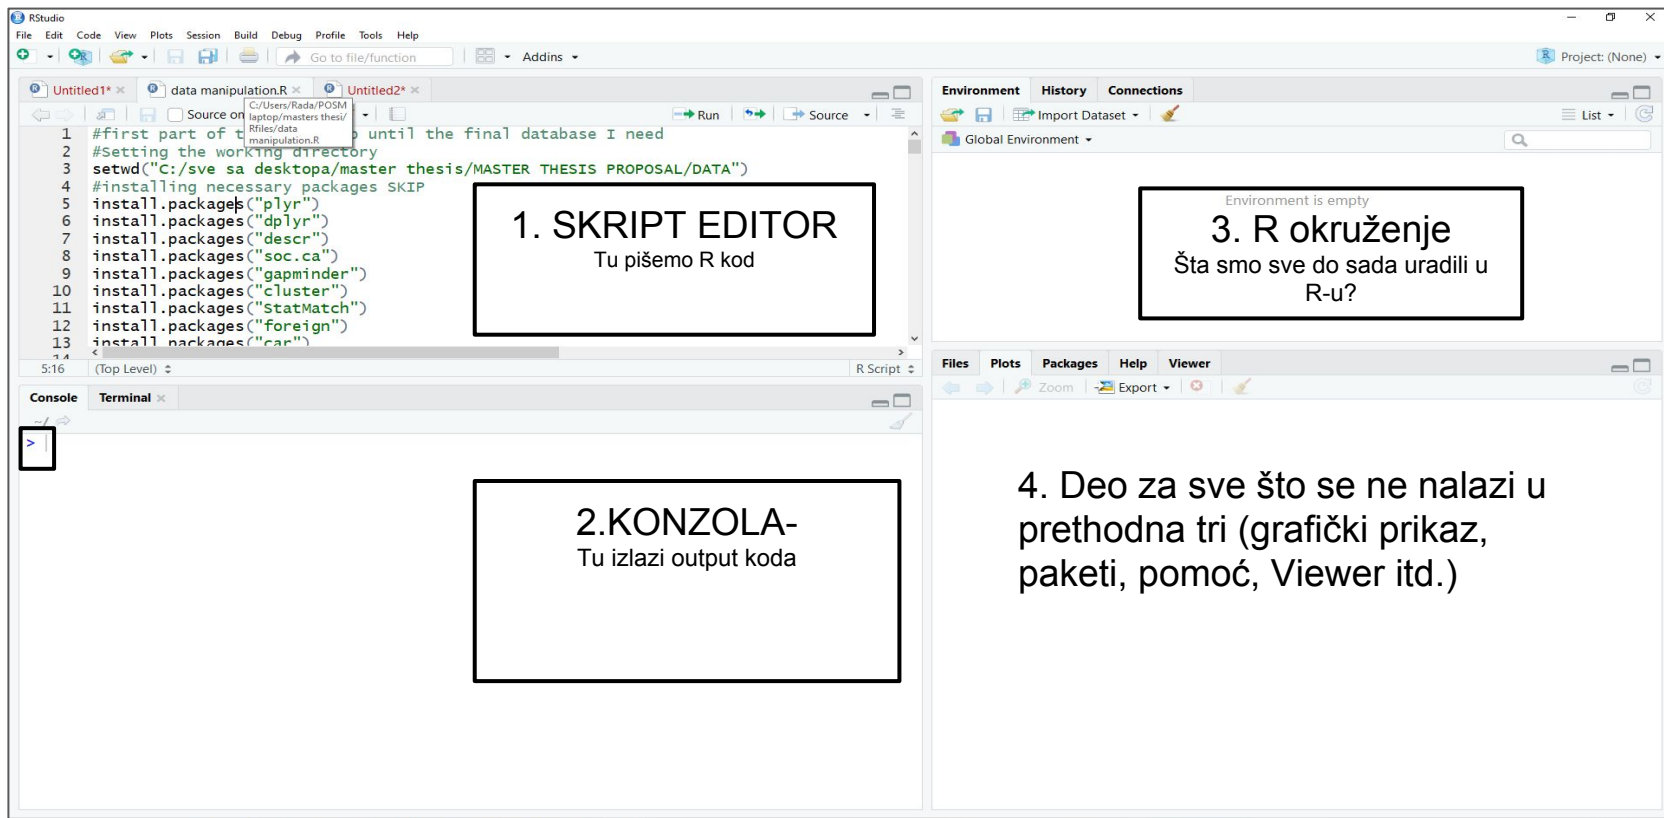 RStudio
File Edit Code View Plots Session Build Debug Profile Tools Help
Go to file/function Addins Project: (None)
Untitled1* data manipulation.R Untitled2*
Source on Run Source
C:/Users/Rada/POSM
laptop/masters thesi/
Rfiles/data
manipulation.R
1 #first part of t p until the final database I need
2 #Setting the working directory
3 setwd("C:/sve sa desktopa/master thesis/MASTER THESIS PROPOSAL/DATA")
4 #installing necessary packages SKIP
5 install.packages("plyr")
6 install.packages("dplyr")
7 install.packages("descr")
8 install.packages("soc.ca")
9 install.packages("gapminder")
10 install.packages("cluster")
11 install.packages("StatMatch")
12 install.packages("foreign")
13 install.packages("car")
14
5:16 (Top Level) R Script
1. SKRIPT EDITOR
Tu pišemo R kod
Console Terminal
~/
>
2.KONZOLA-
Tu izlazi output koda
Environment History Connections
Import Dataset List
Global Environment
Environment is empty
3. R okruženje
Šta smo sve do sada uradili u
R-u?
Files Plots Packages Help Viewer
Zoom Export
4. Deo za sve što se ne nalazi u
prethodna tri (grafički prikaz,
paketi, pomoć, Viewer itd.)